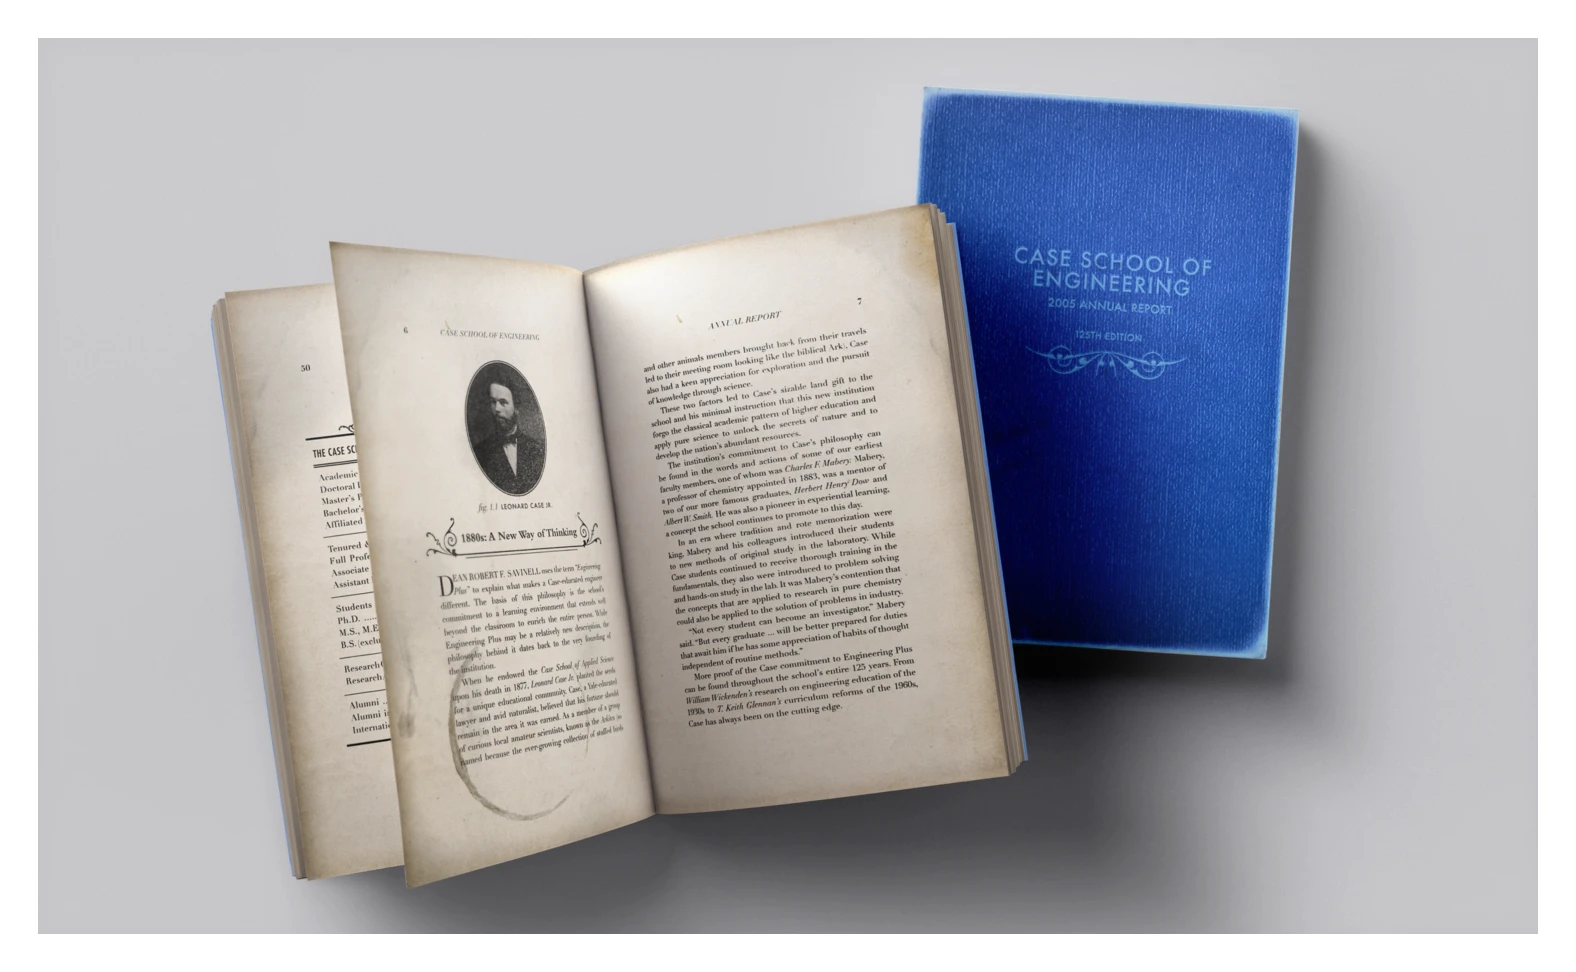 50
THE CASE SC
Academic
Doctoral
Master's
Bachelor's
Affiliated
Tenured &
Full Profe
Associate
Assistant
Students
Ph.D. .....
M.S., M.E
B.S. (exclu
Research
Research
Alumni ..
Alumni i
Internati
6
CASE SCHOOL OF ENGINEERING
fig. 1.1 LEONARD CASE JR.
1880s: A New Way of Thinking
DEAN ROBERT F. SAVINELL uses the term "Engineering
Plus" to explain what makes a Case-educated engineer
different. The basis of this philosophy is the school's
commitment to a learning environment that extends well
beyond the classroom to enrich the entire person. While
Engineering Plus may be a relatively new description, the
philosophy behind it dates back to the very founding of
the institution.
When he endowed the Case School of Applied Science
upon his death in 1877, Leonard Case Jr. planted the seeds
for a unique educational community. Case, a Yale-educated
lawyer and avid naturalist, believed that his fortune should
remain in the area it was earned. As a member of a group
of curious local amateur scientists, known as the Arkites (so
named because the ever-growing collection of stuffed birds
ANNUAL REPORT
7
and other animals members brought back from their travels
led to their meeting room looking like the biblical Ark), Case
also had a keen appreciation for exploration and the pursuit
of knowledge through science.
These two factors led to Case's sizable land gift to the
school and his minimal instruction that this new institution
forgo the classical academic pattern of higher education and
apply pure science to unlock the secrets of nature and to
develop the nation's abundant resources.
The institution's commitment to Case's philosophy can
be found in the words and actions of some of our earliest
faculty members, one of whom was Charles F. Mabery. Mabery,
a professor of chemistry appointed in 1883, was a mentor of
two of our more famous graduates, Herbert Henry Dow and
Albert W. Smith. He was also a pioneer in experiential learning,
a concept the school continues to promote to this day.
In an era where tradition and rote memorization were
king, Mabery and his colleagues introduced their students
to new methods of original study in the laboratory. While
Case students continued to receive thorough training in the
fundamentals, they also were introduced to problem solving
and hands-on study in the lab. It was Mabery's contention that
the concepts that are applied to research in pure chemistry
could also be applied to the solution of problems in industry.
"Not every student can become an investigator," Mabery
said. "But every graduate ... will be better prepared for duties
that await him if he has some appreciation of habits of thought
independent of routine methods."
More proof of the Case commitment to Engineering Plus
can be found throughout the school's entire 125 years. From
William Wickenden's research on engineering education of the
1930s to T. Keith Glennan's curriculum reforms of the 1960s,
Case has always been on the cutting edge.
CASE SCHOOL OF
ENGINEERING
2005 ANNUAL REPORT
125TH EDITION